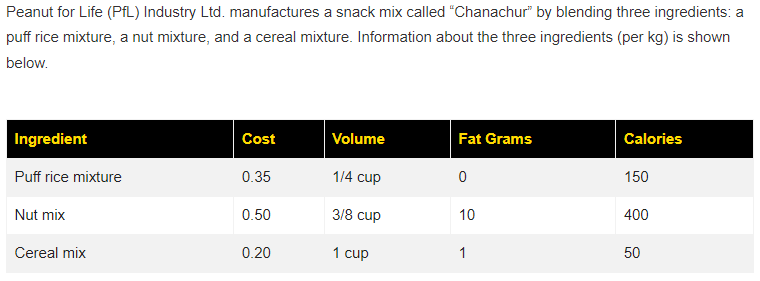 Peanut for Life (PfL) Industry Ltd. manufactures a snack mix called “Chanachur” by blending three ingredients: a
puff rice mixture, a nut mixture, and a cereal mixture. Information about the three ingredients (per kg) is shown
below.
Ingredient Cost Volume Fat Grams Calories
Puff rice mixture 0.35 1/4 cup 0 150
Nut mix 0.50 3/8 cup 10 400
Cereal mix 0.20 1 cup 1 50